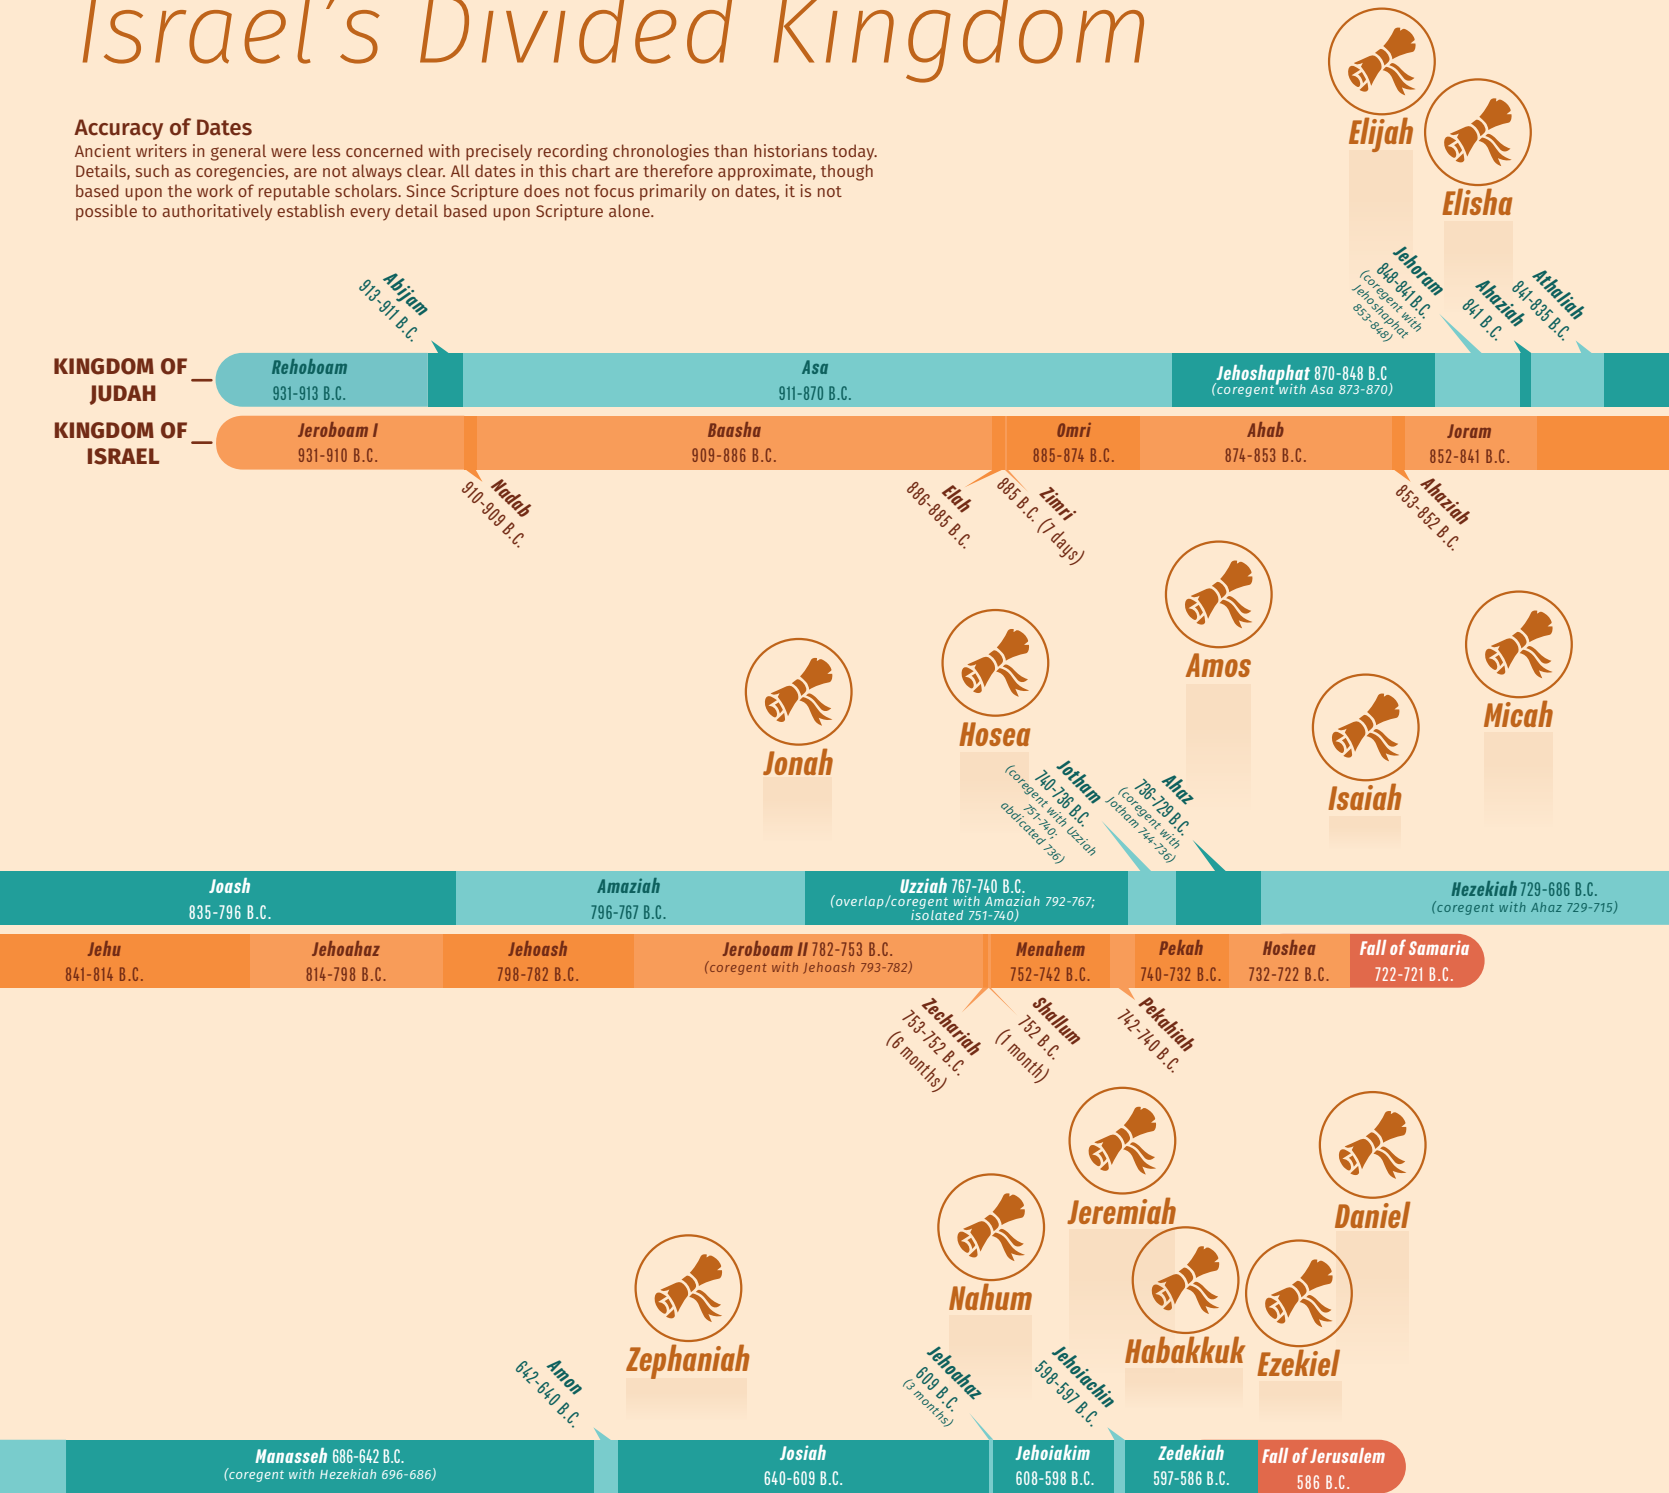 Israel's Divided Kingdom
Accuracy of Dates
Ancient writers in general were less concerned with precisely recording chronologies than historians today.
Details, such as coregencies, are not always clear. All dates in this chart are therefore approximate, though
based upon the work of reputable scholars. Since Scripture does not focus primarily on dates, it is not
possible to authoritatively establish every detail based upon Scripture alone.
Elijah
Elisha
Abijam
913-911 B.C.
Jehoram
848-841 B.C.
(coregent with
Jehoshaphat
853-848)
Ahaziah
841 B.C.
Athaliah
841-835 B.C.
KINGDOM OF
JUDAH
Rehoboam
931-913 B.C.
Asa
911-870 B.C.
Jehoshaphat 870-848 B.C
(coregent with Asa 873-870)
KINGDOM OF
ISRAEL
Jeroboam I
931-910 B.C.
Baasha
909-886 B.C.
Omri
885-874 B.C.
Ahab
874-853 B.C.
Joram
852-841 B.C.
Nadab
910-909 B.C.
Elah
886-885 B.C.
Zimri
885 B.C. (7 days)
Ahaziah
853-852 B.C.
Jonah
Hosea
Amos
Isaiah
Micah
Jotham
740-736 B.C.
(coregent with Uzziah
751-740;
abdicated 736)
Ahaz
736-729 B.C.
(coregent with
Jotham 744-736)
Joash
835-796 B.C.
Amaziah
796-767 B.C.
Uzziah 767-740 B.C.
(overlap/coregent with Amaziah 792-767;
isolated 751-740)
Hezekiah 729-686 B.C.
(coregent with Ahaz 729-715)
Jehu
841-814 B.C.
Jehoahaz
814-798 B.C.
Jehoash
798-782 B.C.
Jeroboam II 782-753 B.C.
(coregent with Jehoash 793-782)
Menahem
752-742 B.C.
Pekah
740-732 B.C.
Hoshea
732-722 B.C.
Fall of Samaria
722-721 B.C.
Zechariah
753-752 B.C.
(6 months)
Shallum
752 B.C.
(1 month)
Pekahiah
742-740 B.C.
Zephaniah
Nahum
Jeremiah
Habakkuk
Ezekiel
Daniel
Amon
642-640 B.C.
Jehoahaz
609 B.C.
(3 months)
Jehoiachin
598-597 B.C.
Manasseh 686-642 B.C.
(coregent with Hezekiah 696-686)
Josiah
640-609 B.C.
Jehoiakim
608-598 B.C.
Zedekiah
597-586 B.C.
Fall of Jerusalem
586 B.C.